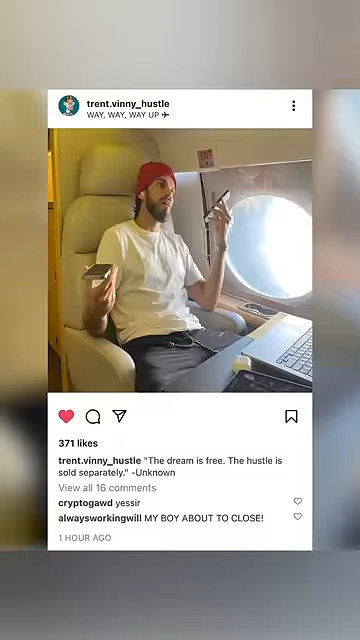 trent.vinny_hustle
WAY, WAY, WAY UP ✈
EXIT
371 likes
trent.vinny_hustle "The dream is free. The hustle is
sold separately." -Unknown
View all 16 comments
cryptogawd yessir
alwaysworkingwill MY BOY ABOUT TO CLOSE!
1 HOUR AGO